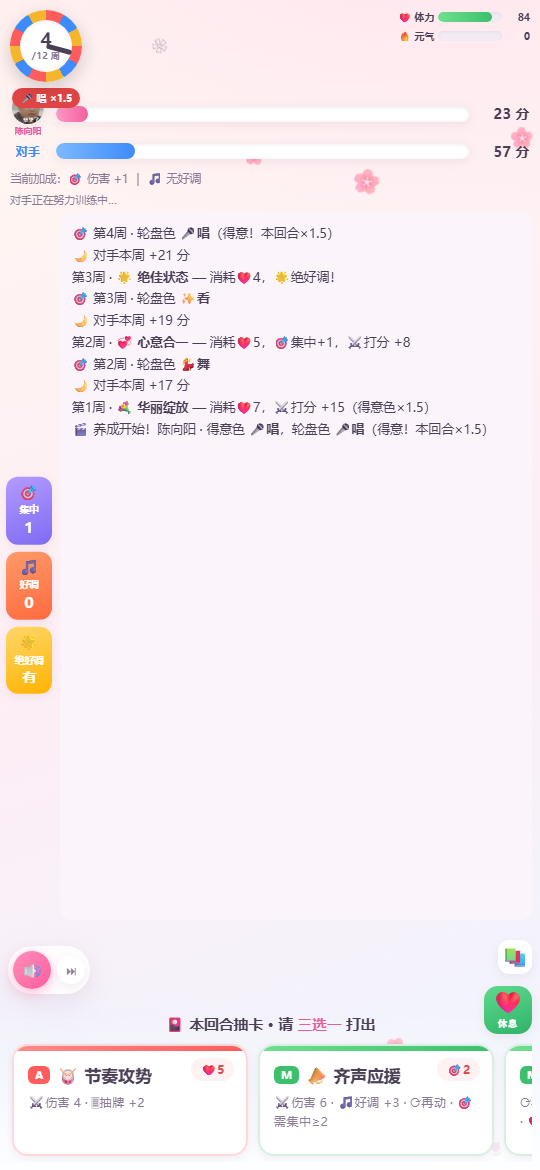 4
/12 周
体力 84
元气 0
唱 ×1.5
陈向阳
23 分
对手
57 分
当前加成: 伤害 +1 | 无好调
对手正在努力训练中...
第4周 · 轮盘色 唱（得意！本回合×1.5）
对手本周 +21 分
第3周 · 绝佳状态 — 消耗 4, 绝好调!
第3周 · 轮盘色 看
对手本周 +19 分
第2周 · 心意合一 — 消耗 5, 集中+1, 打分 +8
第2周 · 轮盘色 舞
对手本周 +17 分
第1周 · 华丽绽放 — 消耗 7, 打分 +15（得意色×1.5）
养成开始！陈向阳 · 得意色 唱, 轮盘色 唱（得意！本回合×1.5）
集中
1
好调
0
绝好调
有
休息
本回合抽卡 • 请 三选一 打出
A 节奏攻势 5
伤害 4 · 抽牌 +2
M 齐声应援 2
伤害 6 · 好调 +3 · 再动 ·
需集中≥2